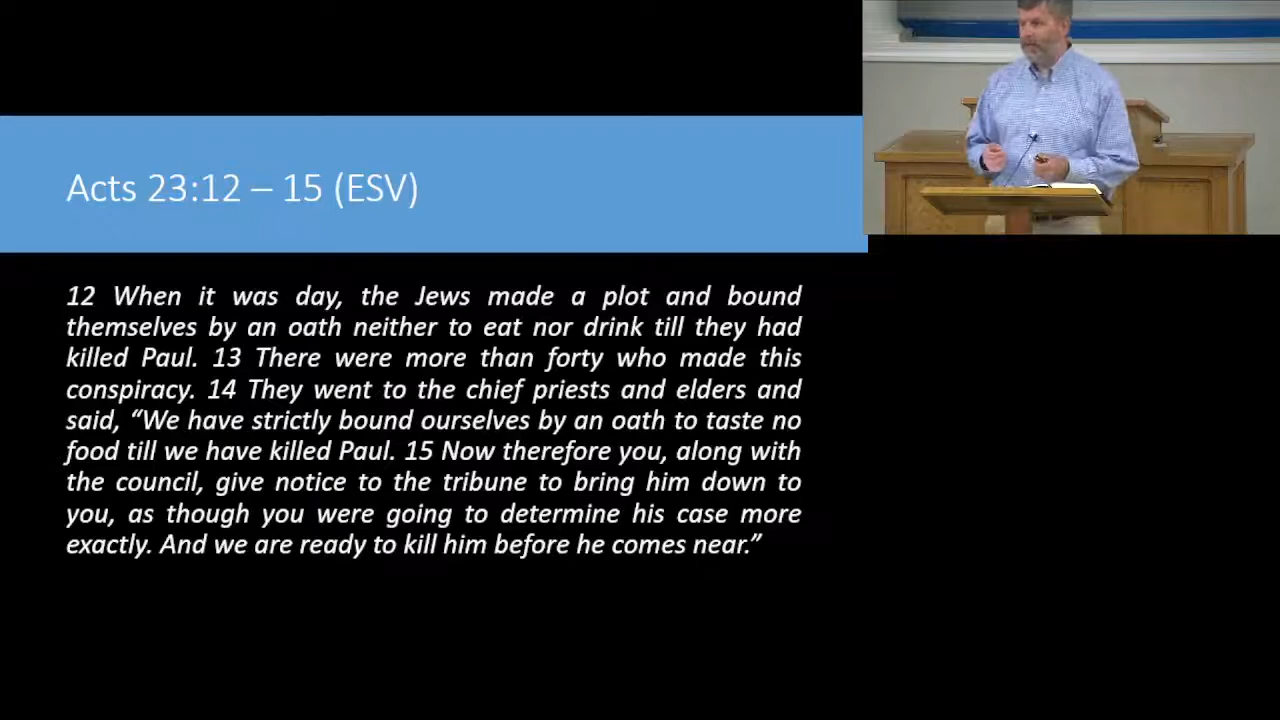 Acts 23:12 – 15 (ESV)
12 When it was day, the Jews made a plot and bound
themselves by an oath neither to eat nor drink till they had
killed Paul. 13 There were more than forty who made this
conspiracy. 14 They went to the chief priests and elders and
said, “We have strictly bound ourselves by an oath to taste no
food till we have killed Paul. 15 Now therefore you, along with
the council, give notice to the tribune to bring him down to
you, as though you were going to determine his case more
exactly. And we are ready to kill him before he comes near.”